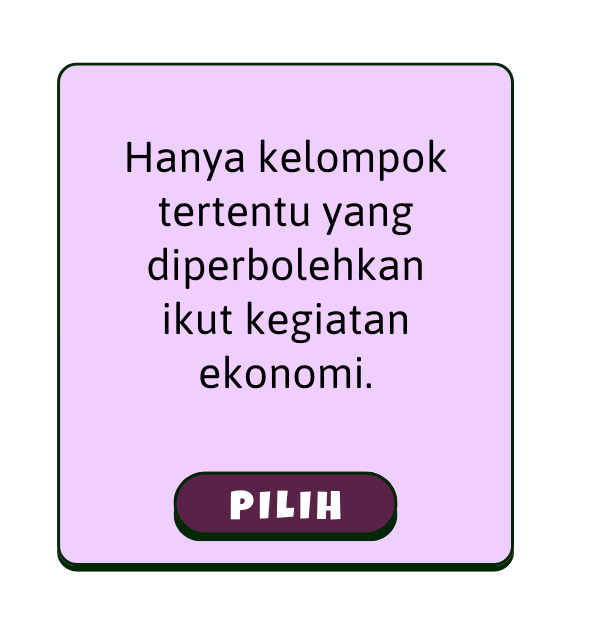 Hanya kelompok
tertentu yang
diperbolehkan
ikut kegiatan
ekonomi.
PILIH